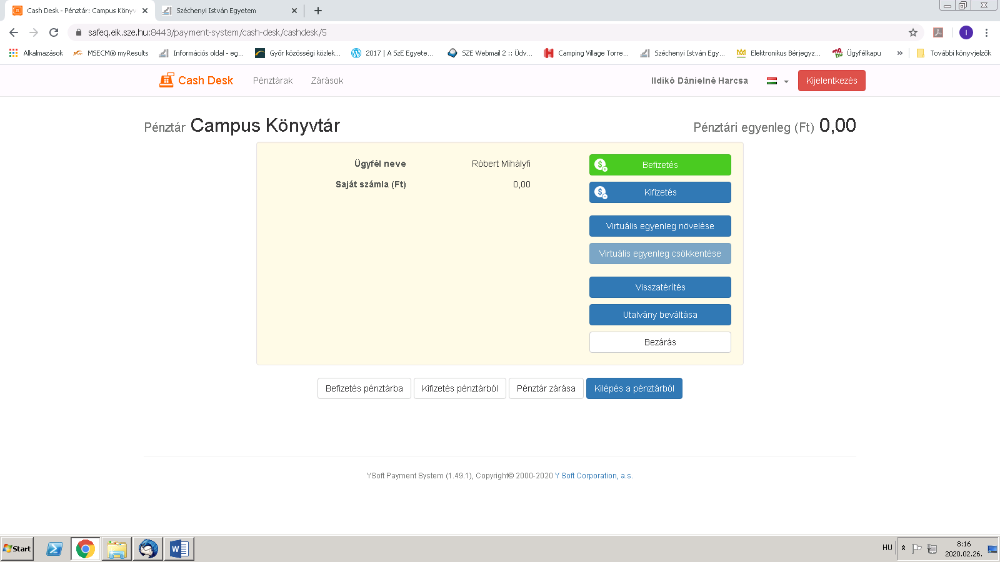 Cash Desk - Pénztár: Campus Könyv
Széchenyi István Egyetem
safeq.eik.sze.hu:8443/payment-system/cash-desk/cashdesk/5
Alkalmazások
MSECM® myResults
Információs oldal - eg...
Győr közösségi közlek...
2017 | A SzE Egyete...
SZE Webmail 2 :: Üdv...
Camping Village Torre...
Széchenyi István Egy...
Elektronikus Bérjegyz...
Ügyfélkapu
»
További könyvjelzők
Cash Desk
Pénztárak
Zárások
Ildikó Dánielné Harcsa
Kijelentkezés
Pénztár Campus Könyvtár
Pénztári egyenleg (Ft) 0,00
Ügyfél neve Róbert Mihályfi
Saját számla (Ft) 0,00
Befizetés
Kifizetés
Virtuális egyenleg növelése
Virtuális egyenleg csökkentése
Visszatérítés
Utalvány beváltása
Bezárás
Befizetés pénztárba
Kifizetés pénztárból
Pénztár zárása
Kilépés a pénztárból
YSoft Payment System (1.49.1), Copyright© 2000-2020 Y Soft Corporation, a.s.
Start
HU
8:16
2020.02.26.